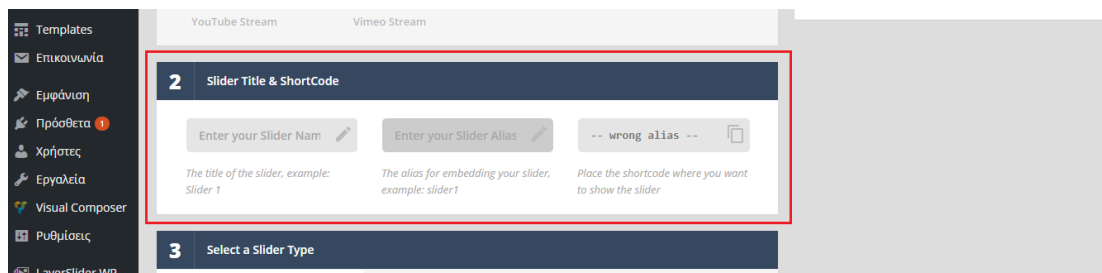 Templates
Επικοινωνία
Εμφάνιση
Πρόσθετα 1
Χρήστες
Εργαλεία
Visual Composer
Ρυθμίσεις
LayerSlider WP
YouTube Stream
Vimeo Stream
2 Slider Title & ShortCode
Enter your Slider Nam
Enter your Slider Alias
-- wrong alias --
The title of the slider, example:
Slider 1
The alias for embedding your slider,
example: slider1
Place the shortcode where you want
to show the slider
3 Select a Slider Type